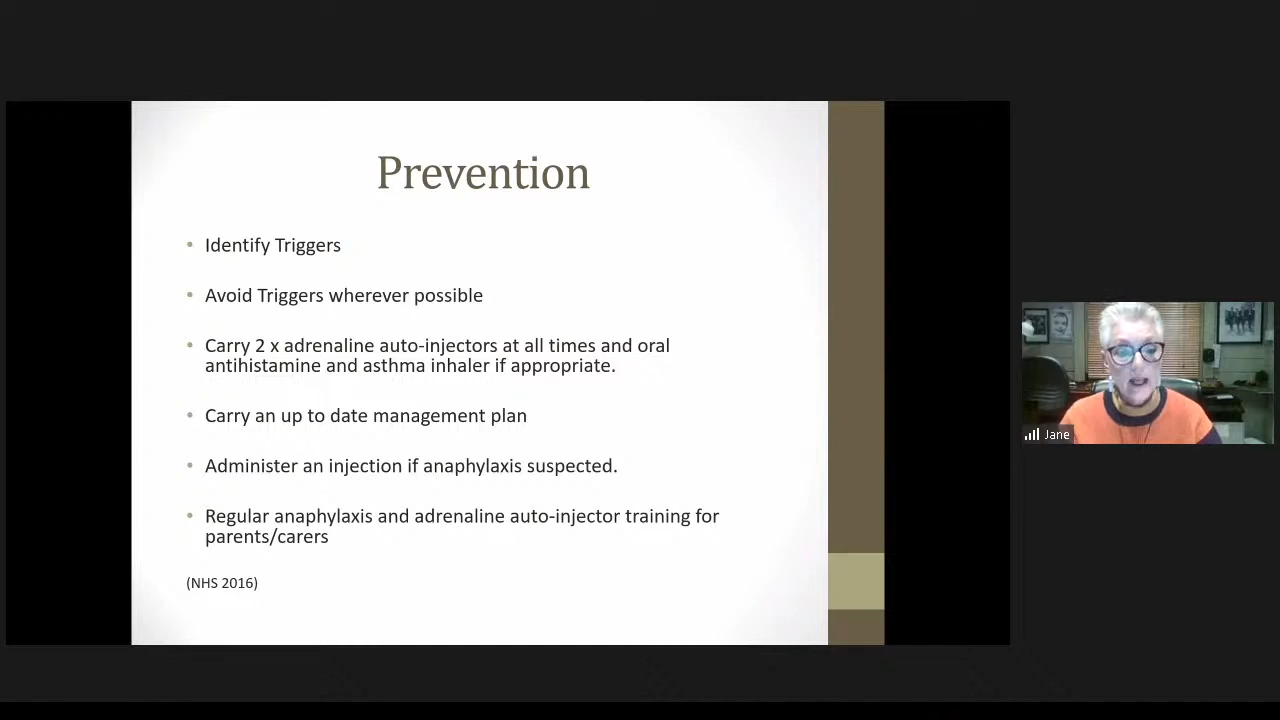 Prevention
• Identify Triggers
• Avoid Triggers wherever possible
• Carry 2 x adrenaline auto-injectors at all times and oral
antihistamine and asthma inhaler if appropriate.
• Carry an up to date management plan
• Administer an injection if anaphylaxis suspected.
• Regular anaphylaxis and adrenaline auto-injector training for
parents/carers
(NHS 2016)
Jane